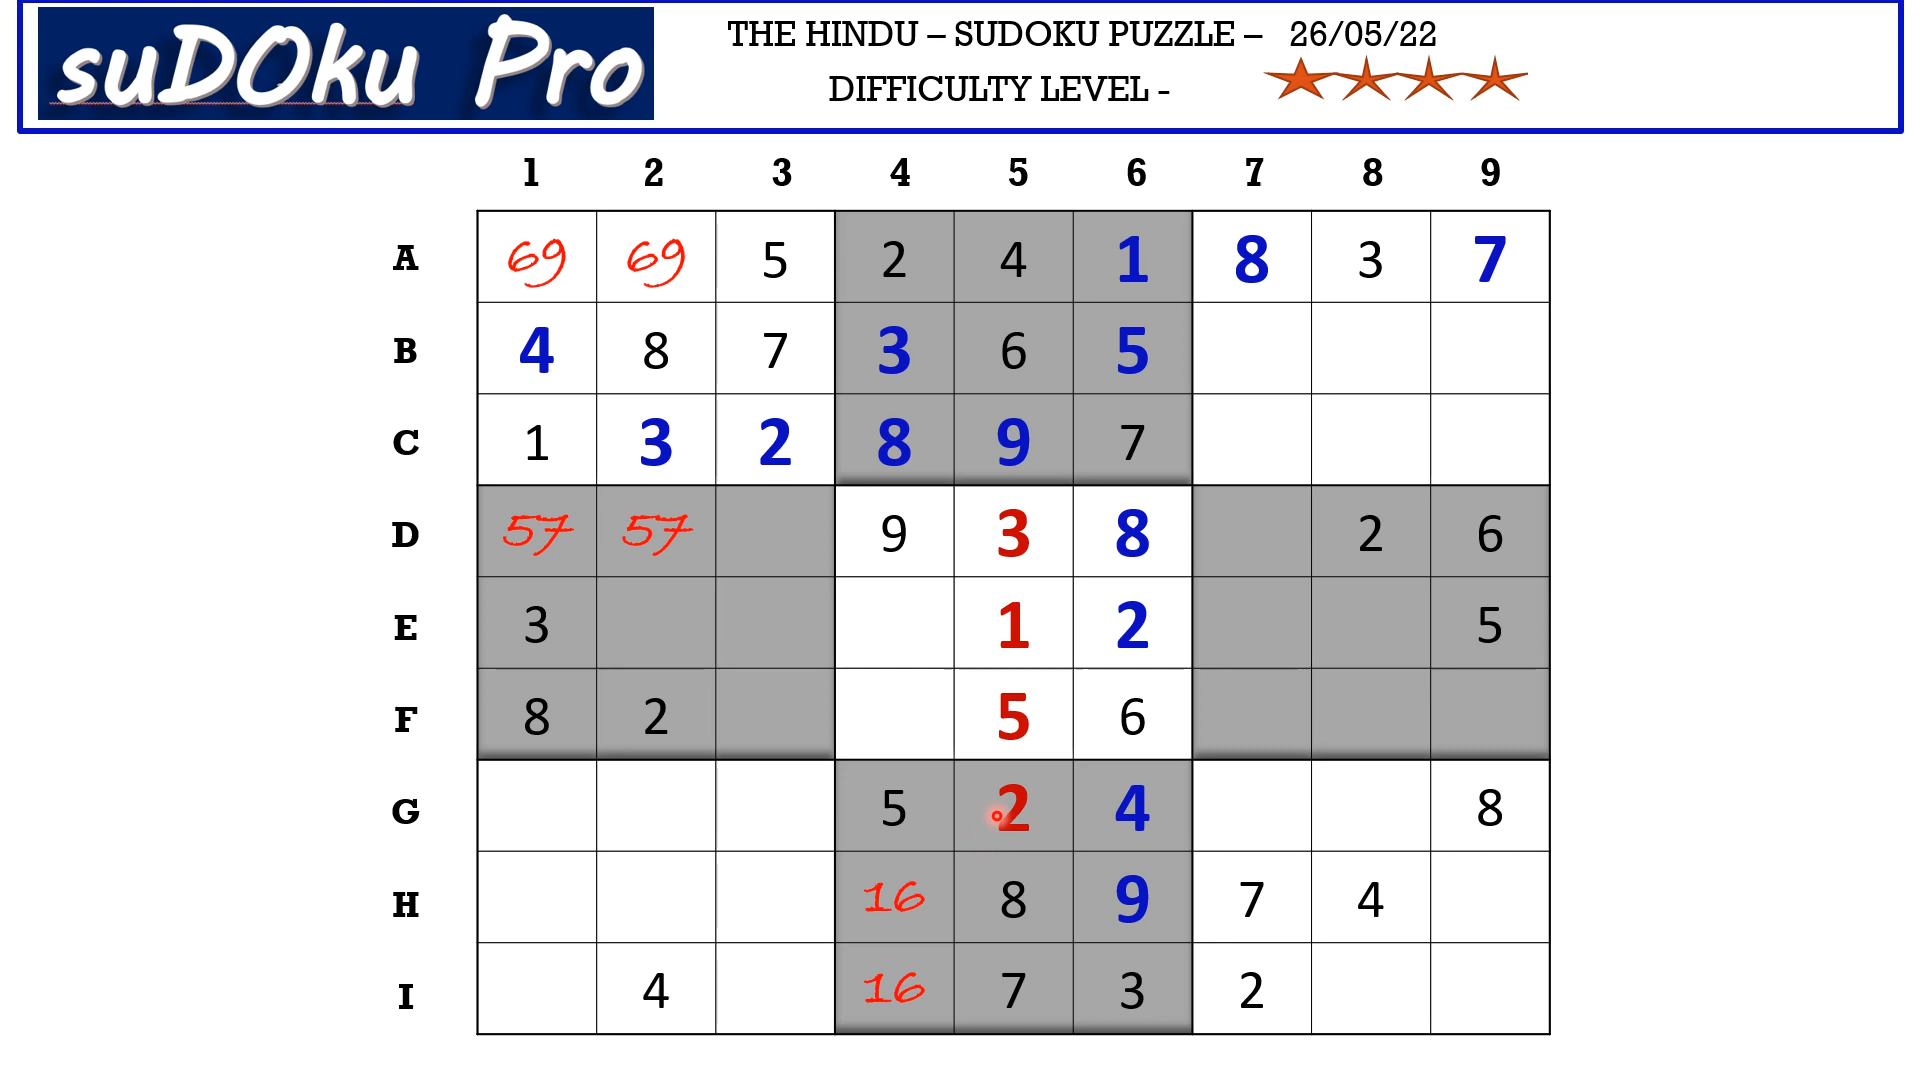 suDOku Pro
THE HINDU – SUDOKU PUZZLE – 26/05/22
DIFFICULTY LEVEL -
1 2 3 4 5 6 7 8 9
A 69 69 5 2 4 1 8 3 7
B 4 8 7 3 6 5
C 1 3 2 8 9 7
D 57 57 9 3 8 2 6
E 3 1 2 5
F 8 2 5 6
G 5 2 4 8
H 16 8 9 7 4
I 4 16 7 3 2